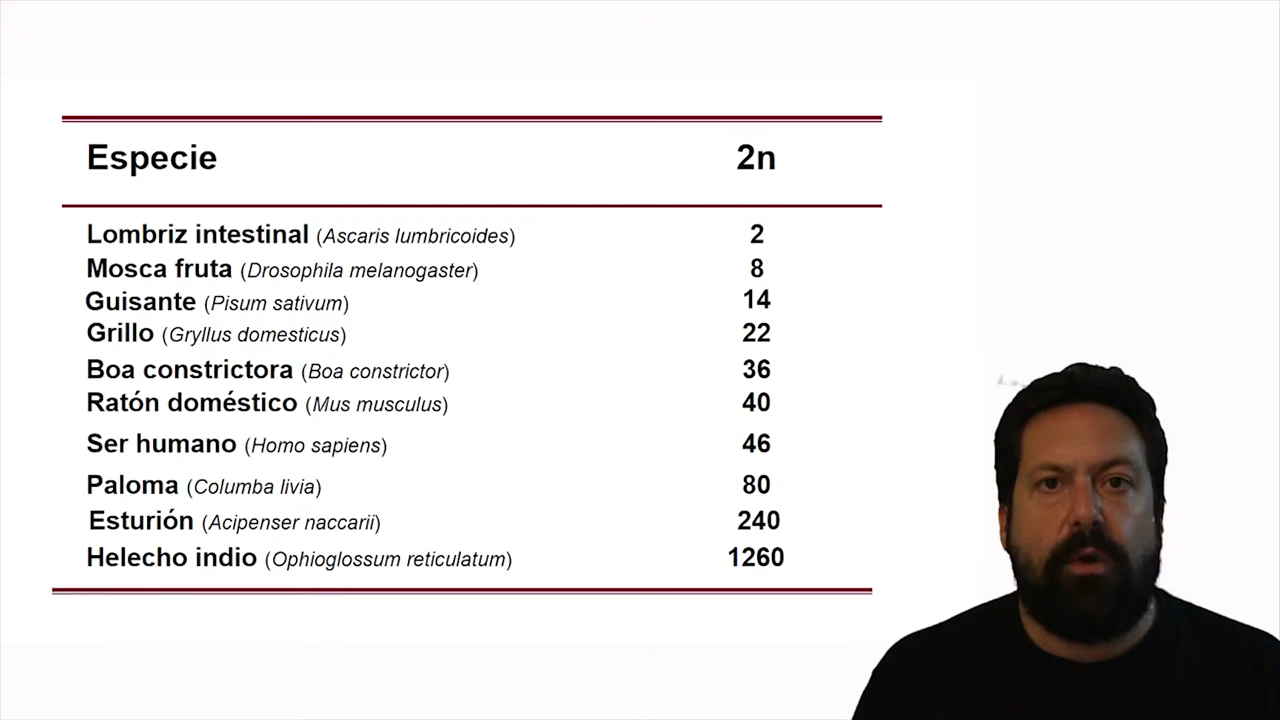 Especie 2n
Lombriz intestinal (Ascaris lumbricoides) 2
Mosca fruta (Drosophila melanogaster) 8
Guisante (Pisum sativum) 14
Grillo (Gryllus domesticus) 22
Boa constrictora (Boa constrictor) 36
Ratón doméstico (Mus musculus) 40
Ser humano (Homo sapiens) 46
Paloma (Columba livia) 80
Esturión (Acipenser naccarii) 240
Helecho indio (Ophioglossum reticulatum) 1260